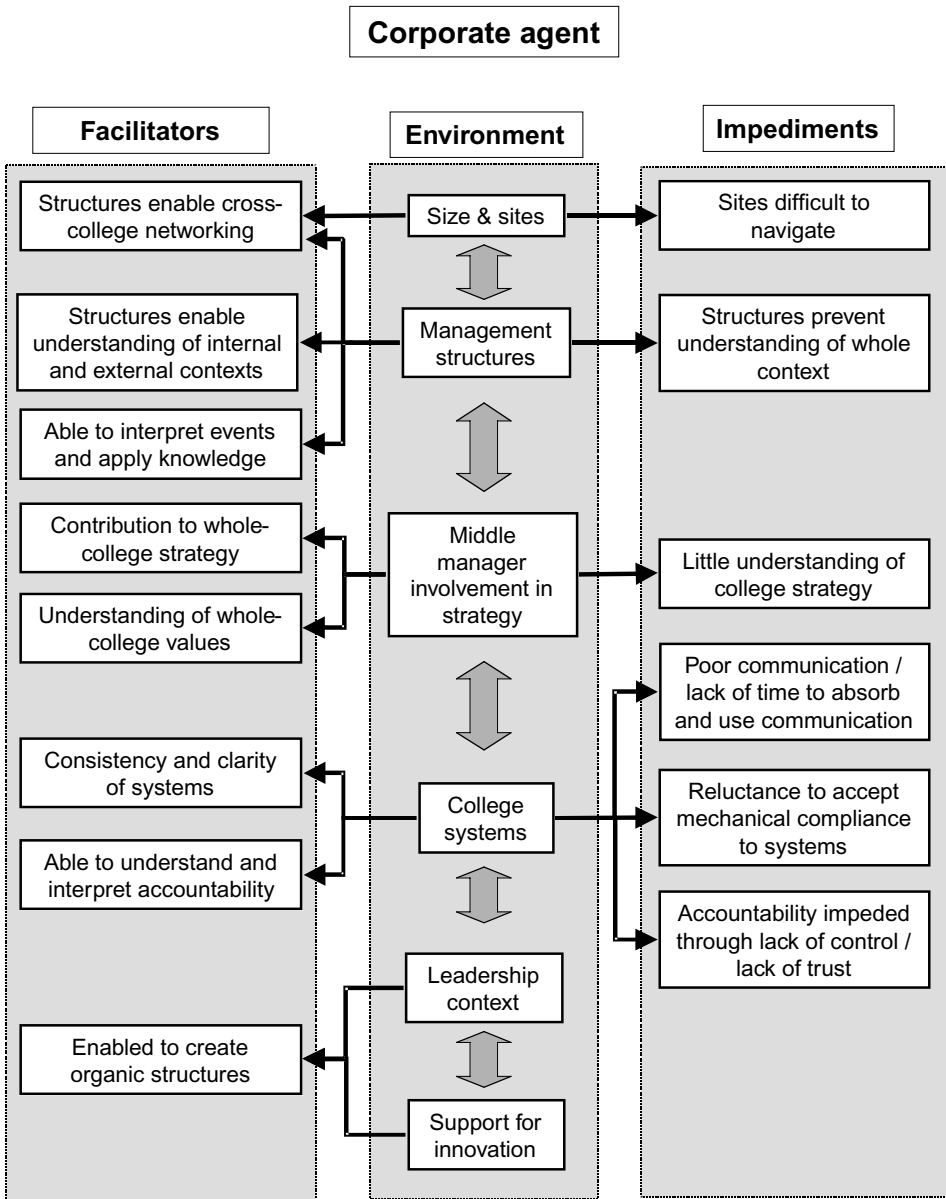 Corporate agent
Facilitators
Environment
Impediments
Structures enable cross-
college networking
Size & sites
Sites difficult to
navigate
Structures enable
understanding of internal
and external contexts
Management
structures
Structures prevent
understanding of whole
context
Able to interpret events
and apply knowledge
Contribution to whole-
college strategy
Middle
manager
involvement in
strategy
Little understanding of
college strategy
Understanding of whole-
college values
Poor communication /
lack of time to absorb
and use communication
Consistency and clarity
of systems
College
systems
Reluctance to accept
mechanical compliance
to systems
Able to understand and
interpret accountability
Accountability impeded
through lack of control /
lack of trust
Leadership
context
Enabled to create
organic structures
Support for
innovation